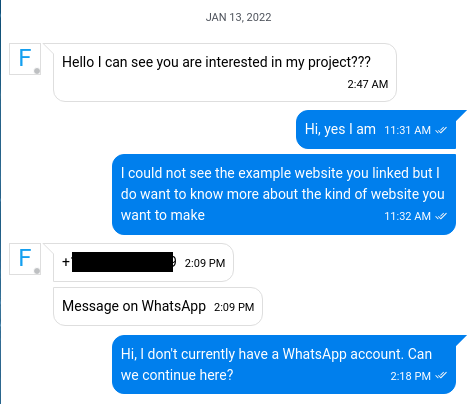 JAN 13, 2022
F
Hello I can see you are interested in my project???
2:47 AM
Hi, yes I am 11:31 AM
I could not see the example website you linked but I
do want to know more about the kind of website you
want to make 11:32 AM
F
+ 2:09 PM
Message on WhatsApp 2:09 PM
Hi, I don't currently have a WhatsApp account. Can
we continue here? 2:18 PM